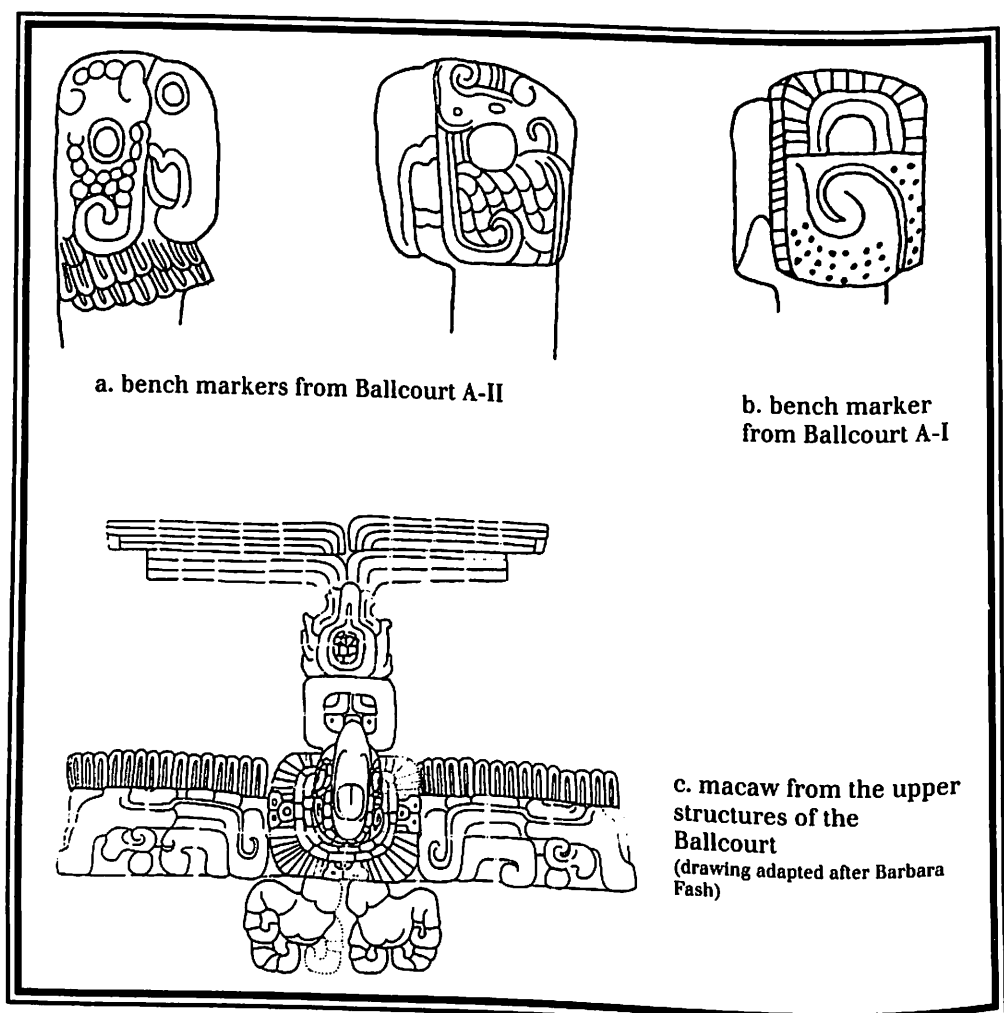 a. bench markers from Ballcourt A-II
b. bench marker
from Ballcourt A-I
c. macaw from the upper
structures of the
Ballcourt
(drawing adapted after Barbara
Fash)